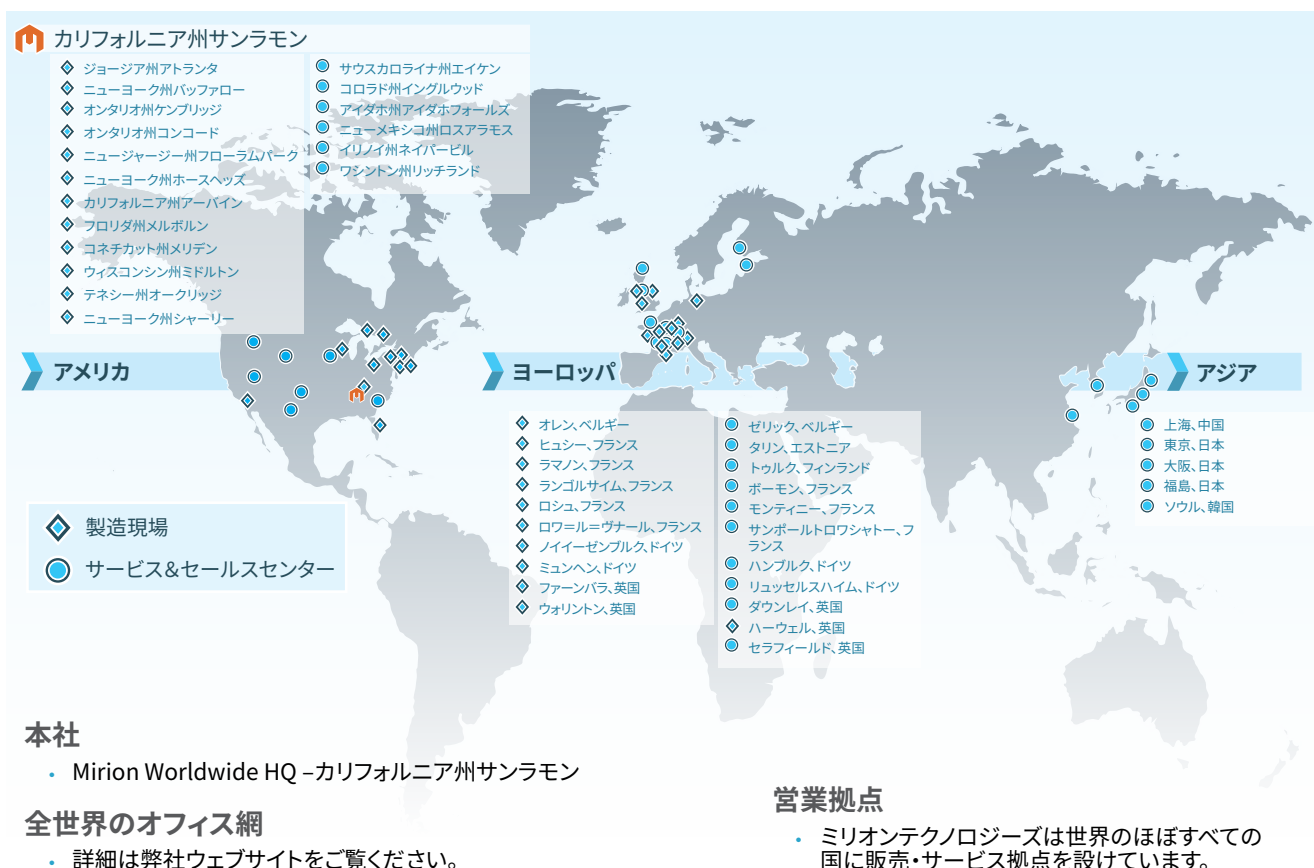 カリフォルニア州サンラモン
ジョージア州アトランタ
ニューヨーク州バッファロー
オンタリオ州ケンブリッジ
オンタリオ州コンコード
ニュージャージー州フローラムパーク
ニューヨーク州ホースヘッズ
カリフォルニア州アーバイン
フロリダ州メルボルン
コネチカット州メリデン
ウィスコンシン州ミドルトン
テネシー州オークリッジ
ニューヨーク州シャーリー
サウスカロライナ州エイケン
コロラド州イングルウッド
アイダホ州アイダホフォールズ
ニューメキシコ州ロスアラモス
イリノイ州ネイパービル
ワシントン州リッチランド
アメリカ
ヨーロッパ
アジア
オレン、ベルギー
ヒュシー、フランス
ラマノン、フランス
ランゴルサイム、フランス
ロシュ、フランス
ロワ=ル=ヴナール、フランス
ノイイーゼンブルク、ドイツ
ミュンヘン、ドイツ
ファーンバラ、英国
ウォリントン、英国
ゼリック、ベルギー
タリン、エストニア
トゥルク、フィンランド
ボーモン、フランス
モンティニー、フランス
サンポールトロワシャトー、フ
ランス
ハンブルク、ドイツ
リュッセルスハイム、ドイツ
ダウンレイ、英国
ハーウェル、英国
セラフィールド、英国
上海、中国
東京、日本
大阪、日本
福島、日本
ソウル、韓国
製造現場
サービス&セールスセンター
本社
• Mirion Worldwide HQ –カリフォルニア州サンラモン
全世界のオフィス網
• 詳細は弊社ウェブサイトをご覧ください。
営業拠点
• ミリオンテクノロジーズは世界のほぼすべての
国に販売・サービス拠点を設けています。